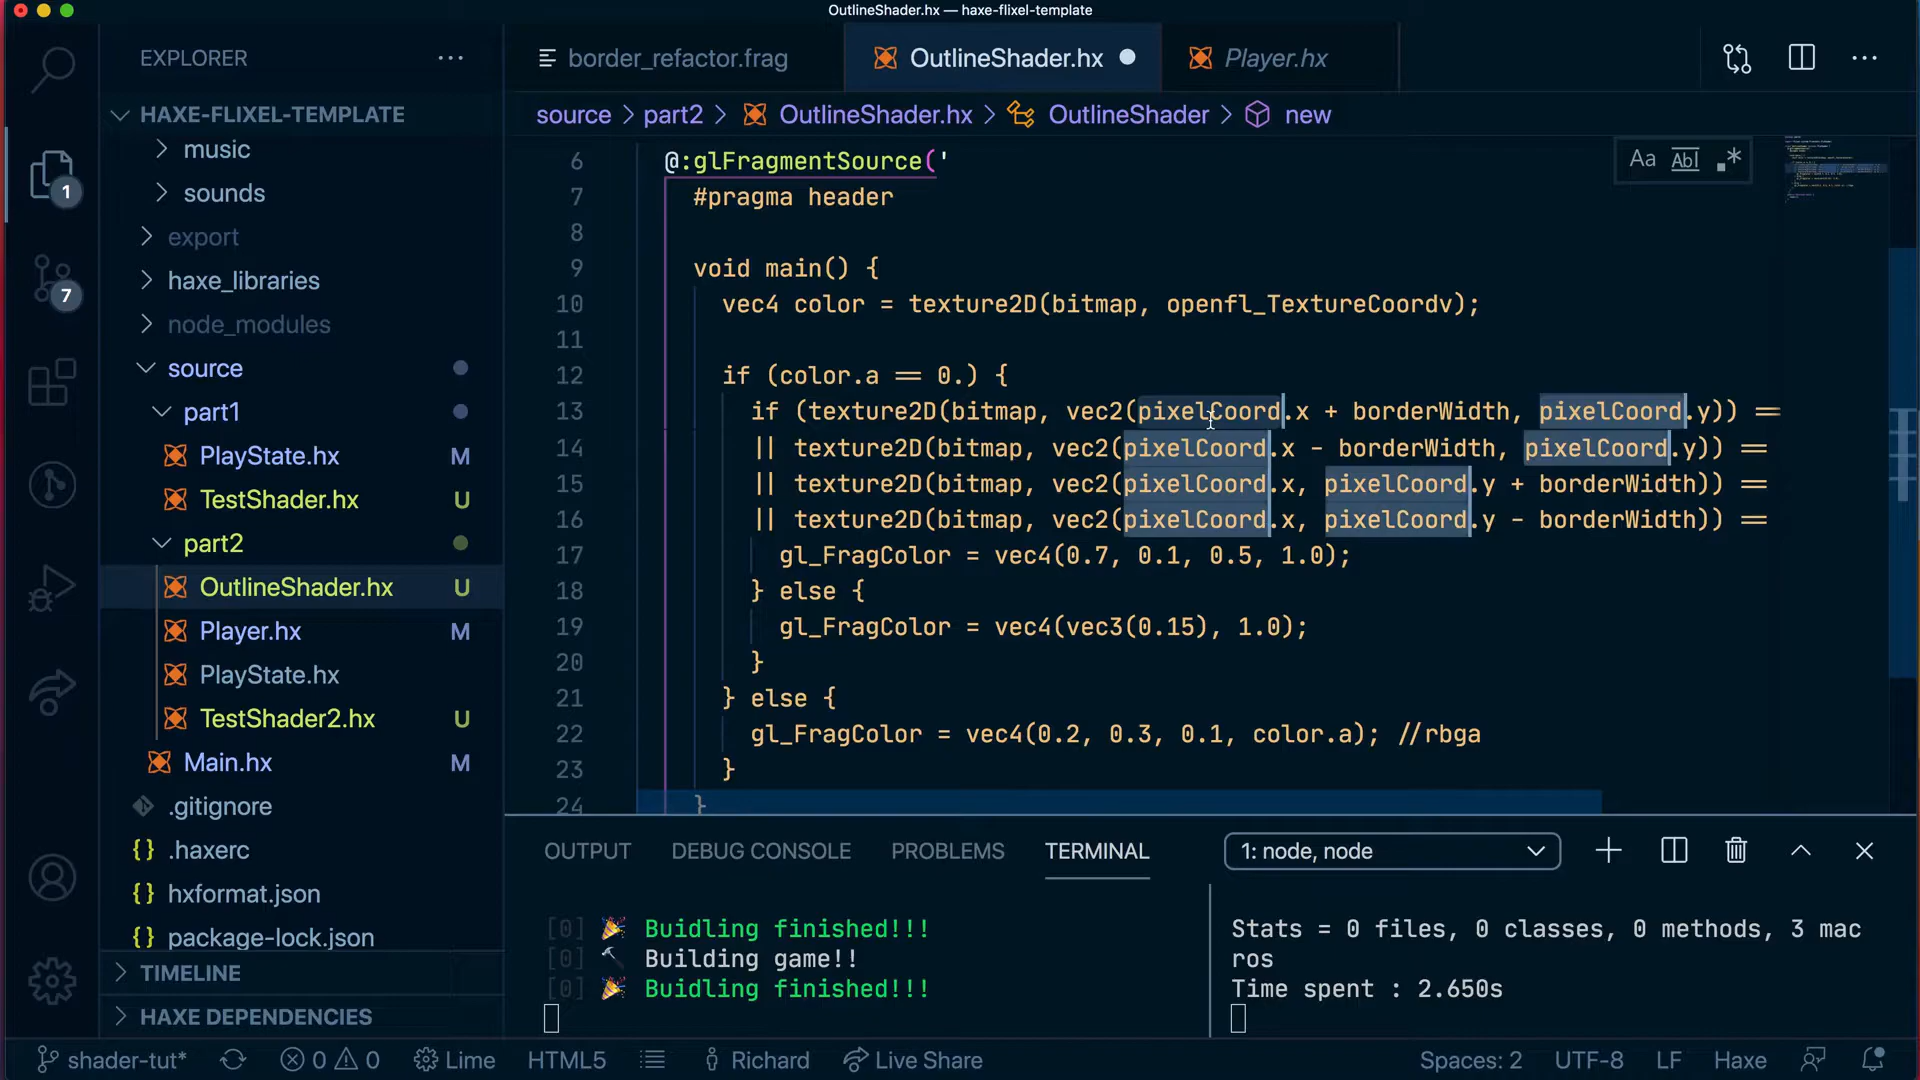 OutlineShader.hx — haxe-flixel-template
EXPLORER
HAXE-FLIXEL-TEMPLATE
music
sounds
export
haxe_libraries
node_modules
source
part1
PlayState.hx M
TestShader.hx U
part2
OutlineShader.hx U
Player.hx M
PlayState.hx
TestShader2.hx U
Main.hx M
.gitignore
{} .haxerc
{} hxformat.json
{} package-lock.json
TIMELINE
HAXE DEPENDENCIES
1
7
border_refactor.frag
OutlineShader.hx
Player.hx
source > part2 > OutlineShader.hx > OutlineShader > new
Aa Abl .*
6 @:glFragmentSource('
7 #pragma header
8
9 void main() {
10 vec4 color = texture2D(bitmap, openfl_TextureCoordv);
11
12 if (color.a == 0.) {
13 if (texture2D(bitmap, vec2(pixelCoord.x + borderWidth, pixelCoord.y)) ==
14 || texture2D(bitmap, vec2(pixelCoord.x - borderWidth, pixelCoord.y)) ==
15 || texture2D(bitmap, vec2(pixelCoord.x, pixelCoord.y + borderWidth)) ==
16 || texture2D(bitmap, vec2(pixelCoord.x, pixelCoord.y - borderWidth)) ==
17 gl_FragColor = vec4(0.7, 0.1, 0.5, 1.0);
18 } else {
19 gl_FragColor = vec4(vec3(0.15), 1.0);
20 }
21 } else {
22 gl_FragColor = vec4(0.2, 0.3, 0.1, color.a); //rbga
23 }
24 }
OUTPUT DEBUG CONSOLE PROBLEMS TERMINAL 1: node, node
[0] 🎉 Buidling finished!!!
[0] 🔨 Building game!!
[0] 🎉 Buidling finished!!!
Stats = 0 files, 0 classes, 0 methods, 3 mac
ros
Time spent : 2.650s
shader-tut* 0 0 Lime HTML5 Richard Live Share Spaces: 2 UTF-8 LF Haxe